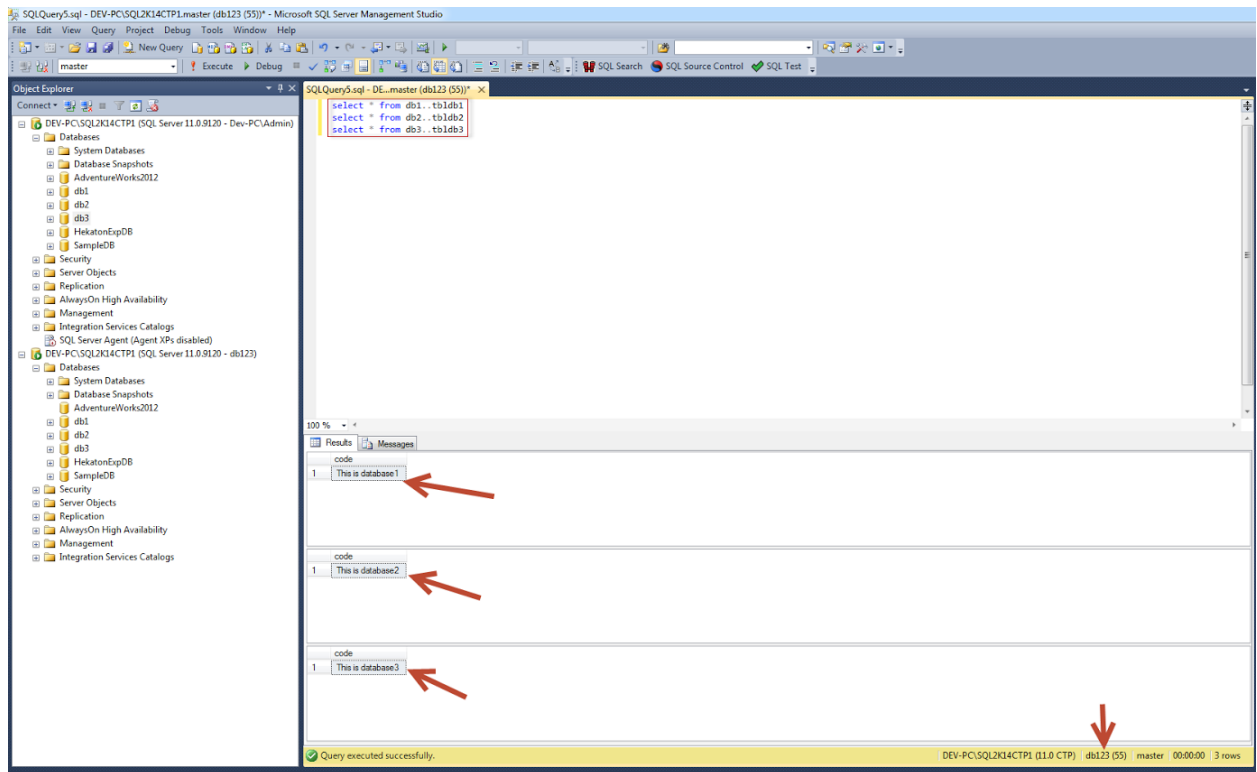 SQLQuery5.sql - DEV-PC\SQL2K14CTP1.master (db123 (55))* - Microsoft SQL Server Management Studio
File Edit View Query Project Debug Tools Window Help
New Query
master Execute Debug SQL Search SQL Source Control SQL Test
Object Explorer
Connect
DEV-PC\SQL2K14CTP1 (SQL Server 11.0.9120 - Dev-PC\Admin)
Databases
System Databases
Database Snapshots
AdventureWorks2012
db1
db2
db3
HekatonExpDB
SampleDB
Security
Server Objects
Replication
AlwaysOn High Availability
Management
Integration Services Catalogs
SQL Server Agent (Agent XPs disabled)
DEV-PC\SQL2K14CTP1 (SQL Server 11.0.9120 - db123)
Databases
System Databases
Database Snapshots
AdventureWorks2012
db1
db2
db3
HekatonExpDB
SampleDB
Security
Server Objects
Replication
AlwaysOn High Availability
Management
Integration Services Catalogs
SQLQuery5.sql - DE...master (db123 (55))*
select * from db1..tbldb1
select * from db2..tbldb2
select * from db3..tbldb3
100 %
Results Messages
code
1 This is database1
code
1 This is database2
code
1 This is database3
Query executed successfully. DEV-PC\SQL2K14CTP1 (11.0 CTP) db123 (55) master 00:00:00 3 rows